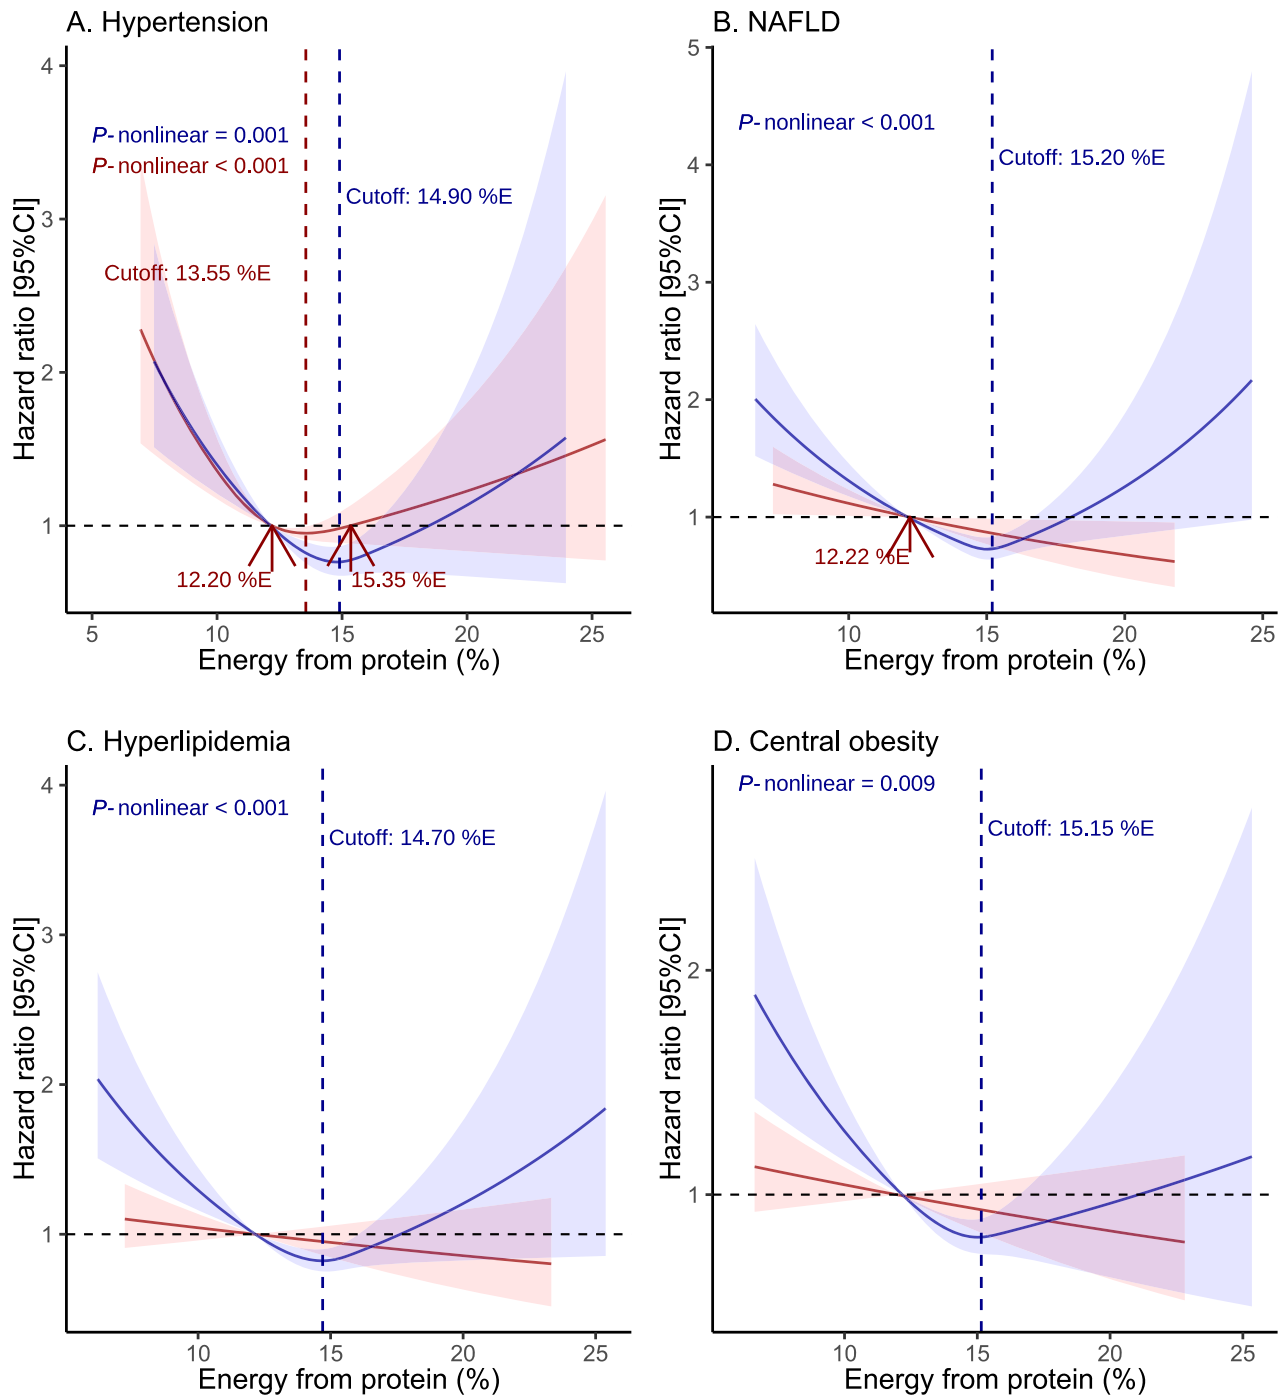 A. Hypertension
Hazard ratio [95%CI]
4
3
2
1
P-nonlinear = 0.001
P-nonlinear < 0.001
Cutoff: 14.90 %E
Cutoff: 13.55 %E
12.20 %E
15.35 %E
5
10
15
20
25
Energy from protein (%)
B. NAFLD
Hazard ratio [95%CI]
5
4
3
2
1
P-nonlinear < 0.001
Cutoff: 15.20 %E
12.22 %E
10
15
20
25
Energy from protein (%)
C. Hyperlipidemia
Hazard ratio [95%CI]
4
3
2
1
P-nonlinear < 0.001
Cutoff: 14.70 %E
10
15
20
25
Energy from protein (%)
D. Central obesity
Hazard ratio [95%CI]
2
1
P-nonlinear = 0.009
Cutoff: 15.15 %E
10
15
20
25
Energy from protein (%)